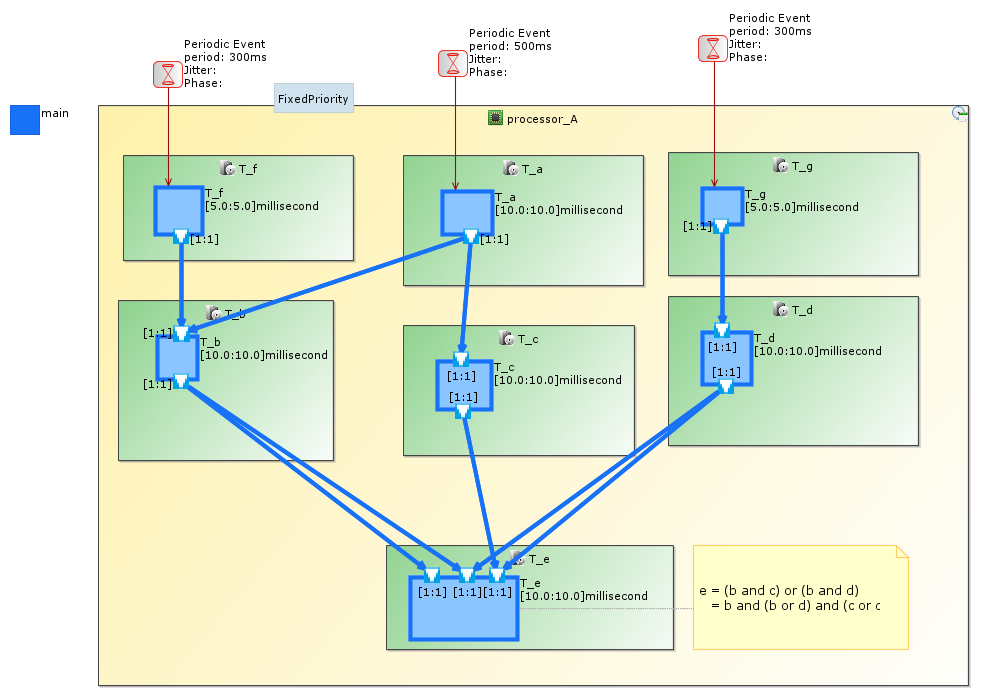 Periodic Event
period: 300ms
Jitter:
Phase:
Periodic Event
period: 500ms
Jitter:
Phase:
Periodic Event
period: 300ms
Jitter:
Phase:
main
FixedPriority
processor_A
T_f
T_f
[5.0:5.0]millisecond
[1:1]
T_a
T_a
[10.0:10.0]millisecond
[1:1]
T_g
T_g
[5.0:5.0]millisecond
[1:1]
T_b
[1:1]
T_b
[10.0:10.0]millisecond
[1:1]
T_c
T_c
[1:1]
[10.0:10.0]millisecond
[1:1]
T_d
T_d
[1:1]
[10.0:10.0]millisecond
[1:1]
T_e
T_e
[1:1] [1:1] [1:1]
[10.0:10.0]millisecond
e = (b and c) or (b and d)
= b and (b or d) and (c or